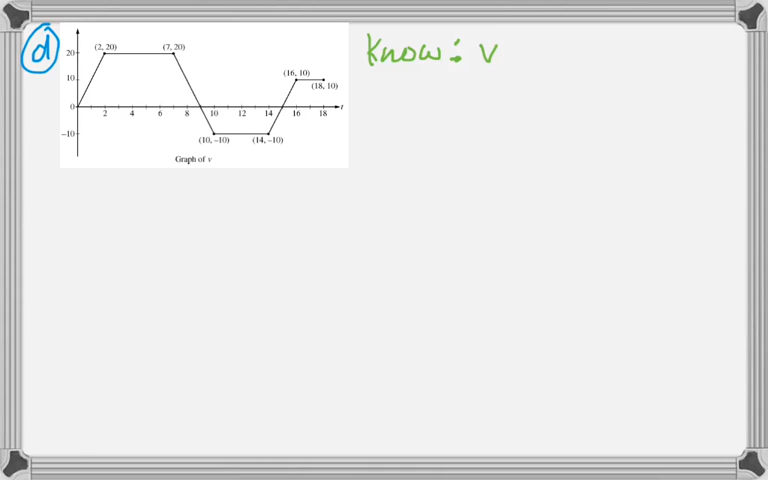 d
Know: v
(2, 20)
(7, 20)
20
(16, 10)
10
(18, 10)
0
2 4 6 8 10 12 14 16 18 t
−10
(10, −10)
(14, −10)
Graph of v